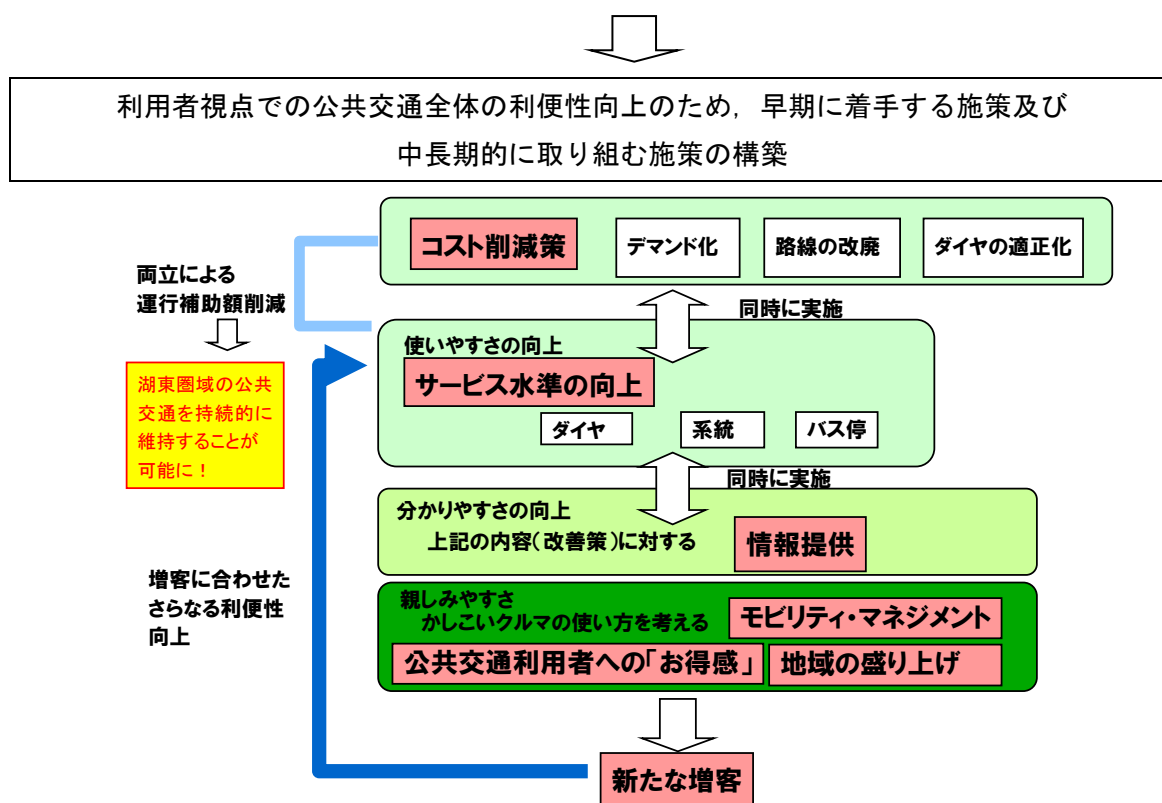 利用者視点での公共交通全体の利便性向上のため，早期に着手する施策及び
中長期的に取り組む施策の構築
コスト削減策
デマンド化
路線の改廃
ダイヤの適正化
両立による
運行補助額削減
同時に実施
使いやすさの向上
サービス水準の向上
ダイヤ
系統
バス停
湖東圏域の公共
交通を持続的に
維持することが
可能に！
同時に実施
分かりやすさの向上
上記の内容（改善策）に対する
情報提供
増客に合わせた
さらなる利便性
向上
親しみやすさ
かしこいクルマの使い方を考える
モビリティ・マネジメント
公共交通利用者への「お得感」
地域の盛り上げ
新たな増客